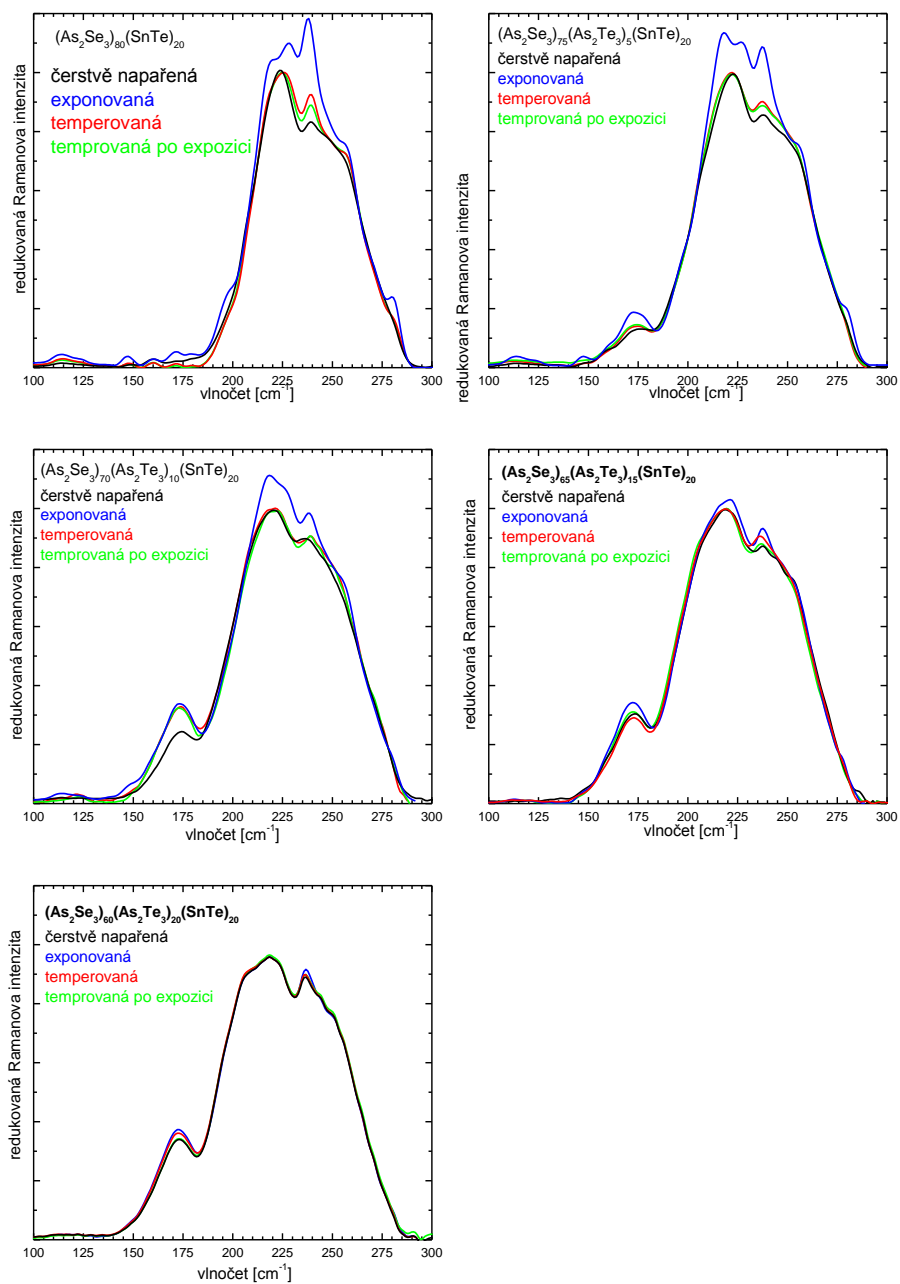 (As₂Se₃)₈₀(SnTe)₂₀
čerstvě napařená
exponovaná
temperovaná
temprovaná po expozici
redukovaná Ramanova intenzita
100 125 150 175 200 225 250 275 300
vlnočet [cm⁻¹]
(As₂Se₃)₇₅(As₂Te₃)₅(SnTe)₂₀
čerstvě napařená
exponovaná
temperovaná
temprovaná po expozici
redukovaná Ramanova intenzita
100 125 150 175 200 225 250 275 300
vlnočet [cm⁻¹]
(As₂Se₃)₇₀(As₂Te₃)₁₀(SnTe)₂₀
čerstvě napařená
exponovaná
temperovaná
temprovaná po expozici
redukovaná Ramanova intenzita
100 125 150 175 200 225 250 275 300
vlnočet [cm⁻¹]
(As₂Se₃)₆₅(As₂Te₃)₁₅(SnTe)₂₀
čerstvě napařená
exponovaná
temperovaná
temprovaná po expozici
redukovaná Ramanova intenzita
100 125 150 175 200 225 250 275 300
vlnočet [cm⁻¹]
(As₂Se₃)₆₀(As₂Te₃)₂₀(SnTe)₂₀
čerstvě napařená
exponovaná
temperovaná
temprovaná po expozici
redukovaná Ramanova intenzita
100 125 150 175 200 225 250 275 300
vlnočet [cm⁻¹]